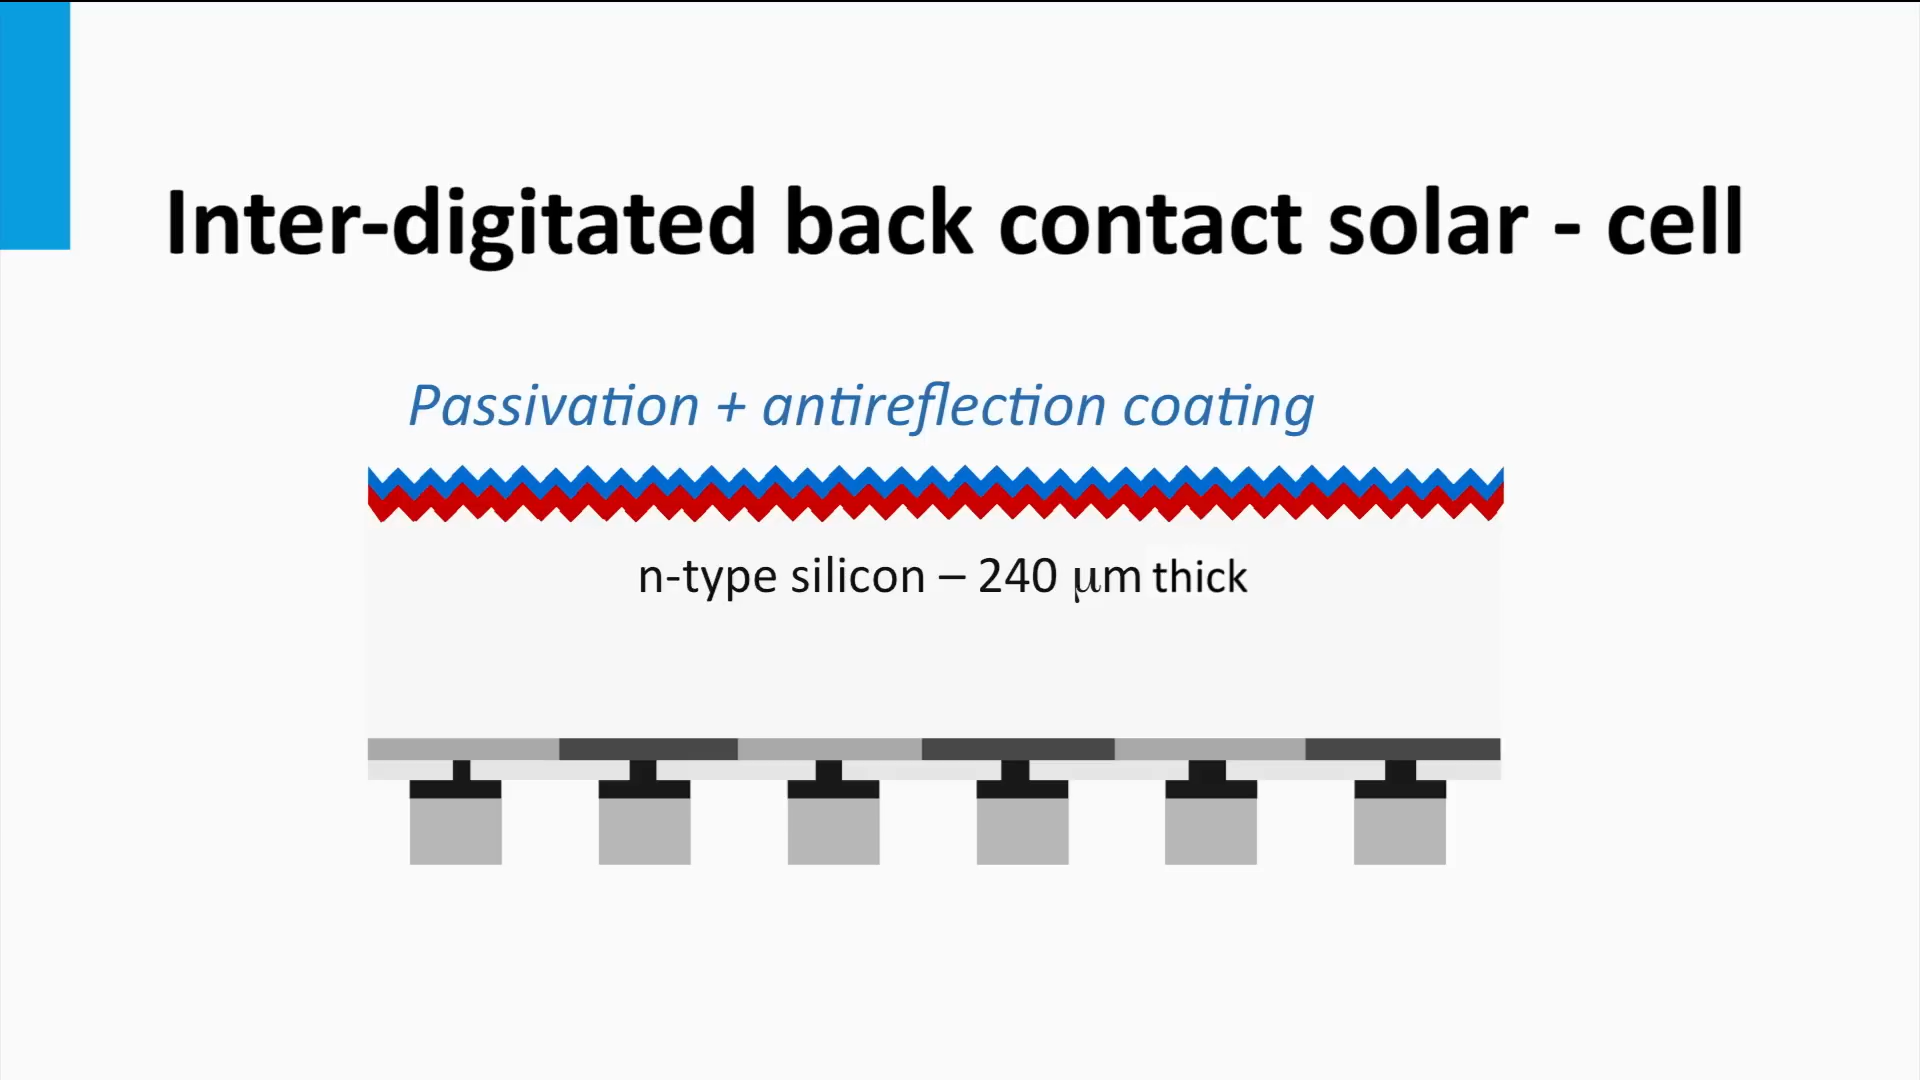 Inter-digitated back contact solar - cell
Passivation + antireflection coating
n-type silicon – 240 μm thick